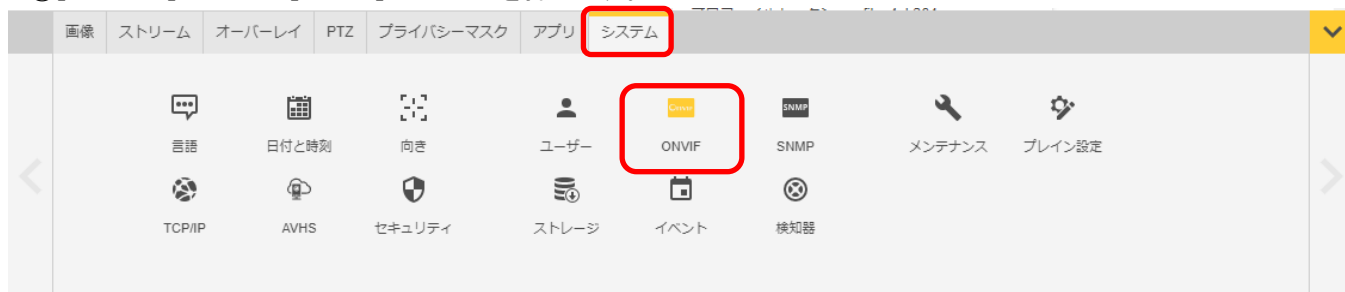 画像 ストリーム オーバーレイ PTZ プライバシーマスク アプリ システム
言語 日付と時刻 向き ユーザー ONVIF SNMP メンテナンス プレイン設定
TCP/IP AVHS セキュリティ ストレージ イベント 検知器